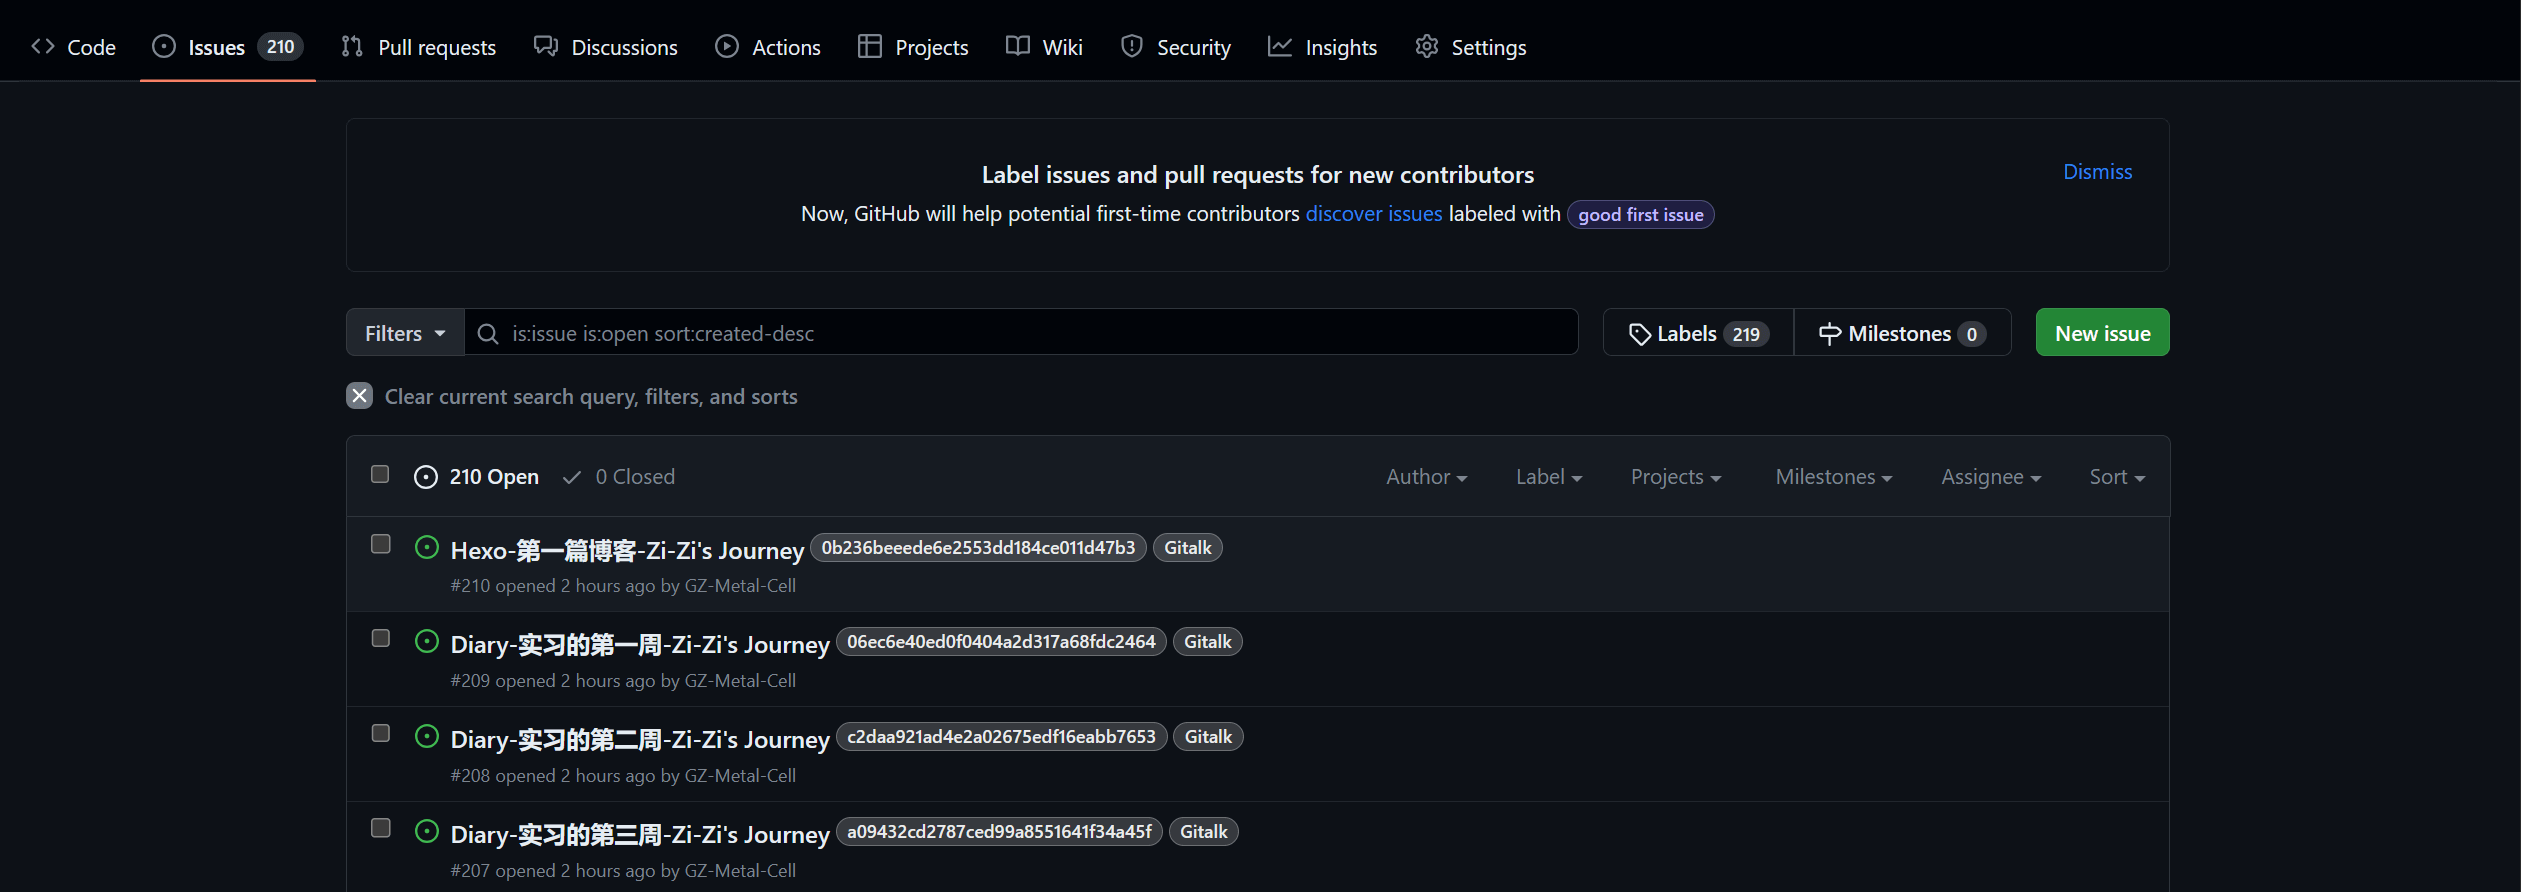 Code Issues 210 Pull requests Discussions Actions Projects Wiki Security Insights Settings
Label issues and pull requests for new contributors
Dismiss
Now, GitHub will help potential first-time contributors discover issues labeled with good first issue
Filters is:issue is:open sort:created-desc Labels 219 Milestones 0 New issue
Clear current search query, filters, and sorts
210 Open 0 Closed Author Label Projects Milestones Assignee Sort
Hexo-第一篇博客-Zi-Zi's Journey 0b236beeede6e2553dd184ce011d47b3 Gitalk
#210 opened 2 hours ago by GZ-Metal-Cell
Diary-实习的第一周-Zi-Zi's Journey 06ec6e40ed0f0404a2d317a68fdc2464 Gitalk
#209 opened 2 hours ago by GZ-Metal-Cell
Diary-实习的第二周-Zi-Zi's Journey c2daa921ad4e2a02675edf16eabb7653 Gitalk
#208 opened 2 hours ago by GZ-Metal-Cell
Diary-实习的第三周-Zi-Zi's Journey a09432cd2787ced99a8551641f34a45f Gitalk
#207 opened 2 hours ago by GZ-Metal-Cell